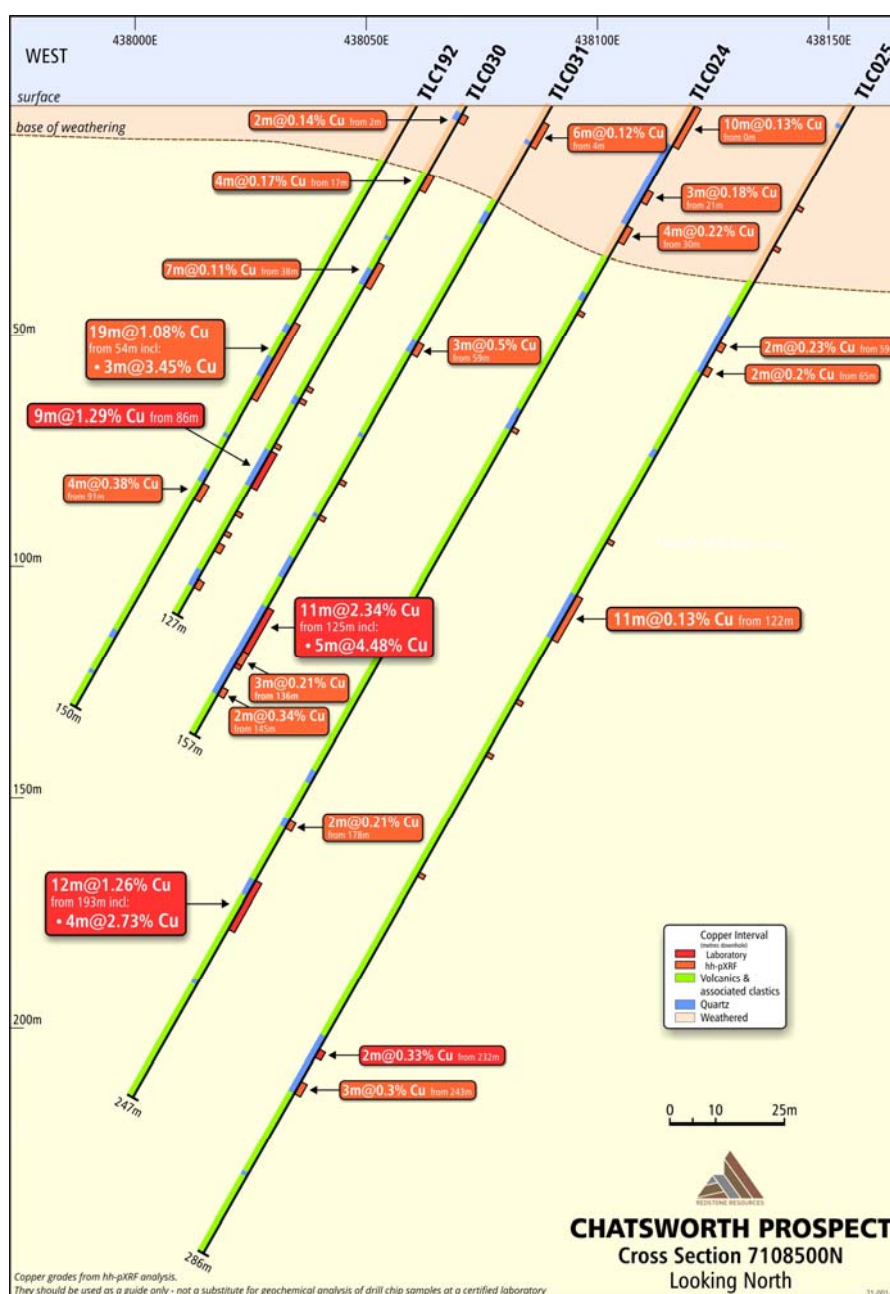 438000E
438050E
438100E
438150E
WEST
TLC192
TLC030
TLC031
TLC024
TLC025
surface
base of weathering
2m@0.14% Cu from 2m
6m@0.12% Cu
from 4m
10m@0.13% Cu
from 0m
4m@0.17% Cu from 17m
3m@0.18% Cu
from 21m
4m@0.22% Cu
from 30m
7m@0.11% Cu from 38m
50m
19m@1.08% Cu
from 54m incl:
• 3m@3.45% Cu
3m@0.5% Cu
from 59m
2m@0.23% Cu from 59
2m@0.2% Cu from 65m
9m@1.29% Cu from 86m
4m@0.38% Cu
from 91m
100m
127m
11m@2.34% Cu
from 125m incl:
• 5m@4.48% Cu
11m@0.13% Cu from 122m
3m@0.21% Cu
from 136m
2m@0.34% Cu
from 145m
150m
157m
150m
2m@0.21% Cu
from 178m
12m@1.26% Cu
from 193m incl:
• 4m@2.73% Cu
Copper Interval
(metres downhole)
Laboratory
hh-pXRF
Volcanics &
associated clastics
Quartz
Weathered
200m
2m@0.33% Cu from 232m
3m@0.3% Cu from 243m
247m
0 10 25m
REDSTONE RESOURCES
CHATSWORTH PROSPECT
Cross Section 7108500N
Looking North
286m
Copper grades from hh-pXRF analysis.
They should be used as a guide only - not a substitute for geochemical analysis of drill chip samples at a certified laboratory